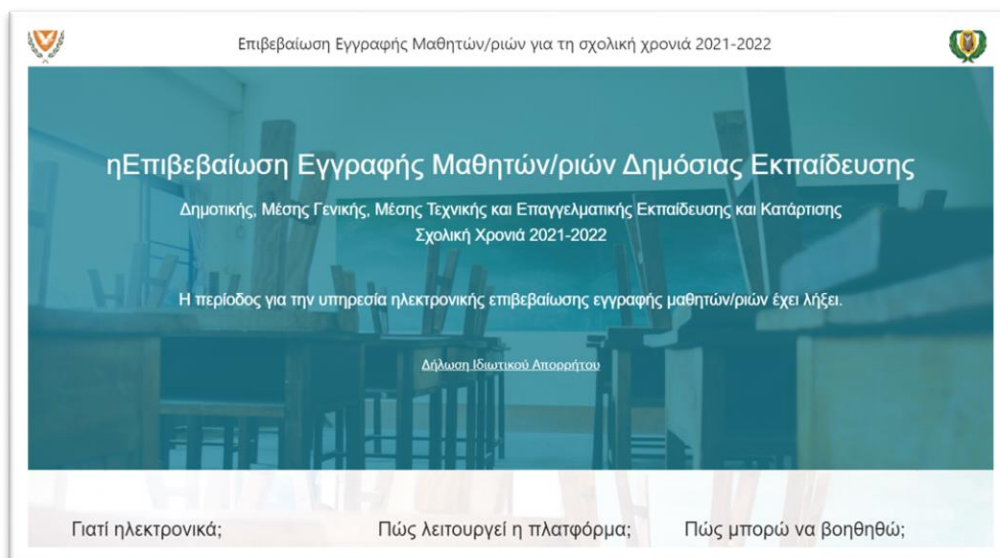 Επιβεβαίωση Εγγραφής Μαθητών/ριών για τη σχολική χρονιά 2021-2022
ηΕπιβεβαίωση Εγγραφής Μαθητών/ριών Δημόσιας Εκπαίδευσης
Δημοτικής, Μέσης Γενικής, Μέσης Τεχνικής και Επαγγελματικής Εκπαίδευσης και Κατάρτισης
Σχολική Χρονιά 2021-2022
Η περίοδος για την υπηρεσία ηλεκτρονικής επιβεβαίωσης εγγραφής μαθητών/ριών έχει λήξει.
Δήλωση Ιδιωτικού Απορρήτου
Γιατί ηλεκτρονικά;
Πώς λειτουργεί η πλατφόρμα;
Πώς μπορώ να βοηθηθώ;